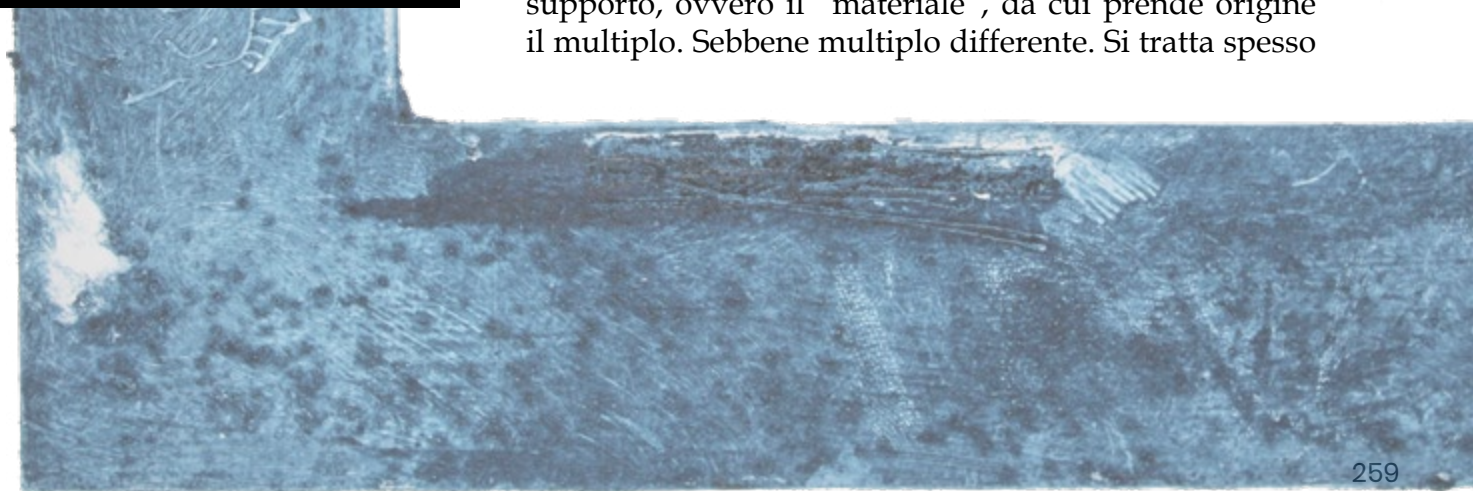 supporto, ovvero il "materiale", da cui prende origine
il multiplo. Sebbene multiplo differente. Si tratta spesso
259